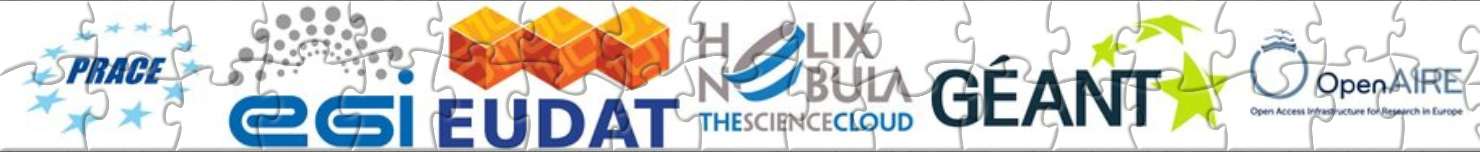 PRACE
egi
EUDAT
HELIX
NEBULA
THESCIENCECLOUD
GÉANT
OpenAIRE
Open Access Infrastructure for Research in Europe